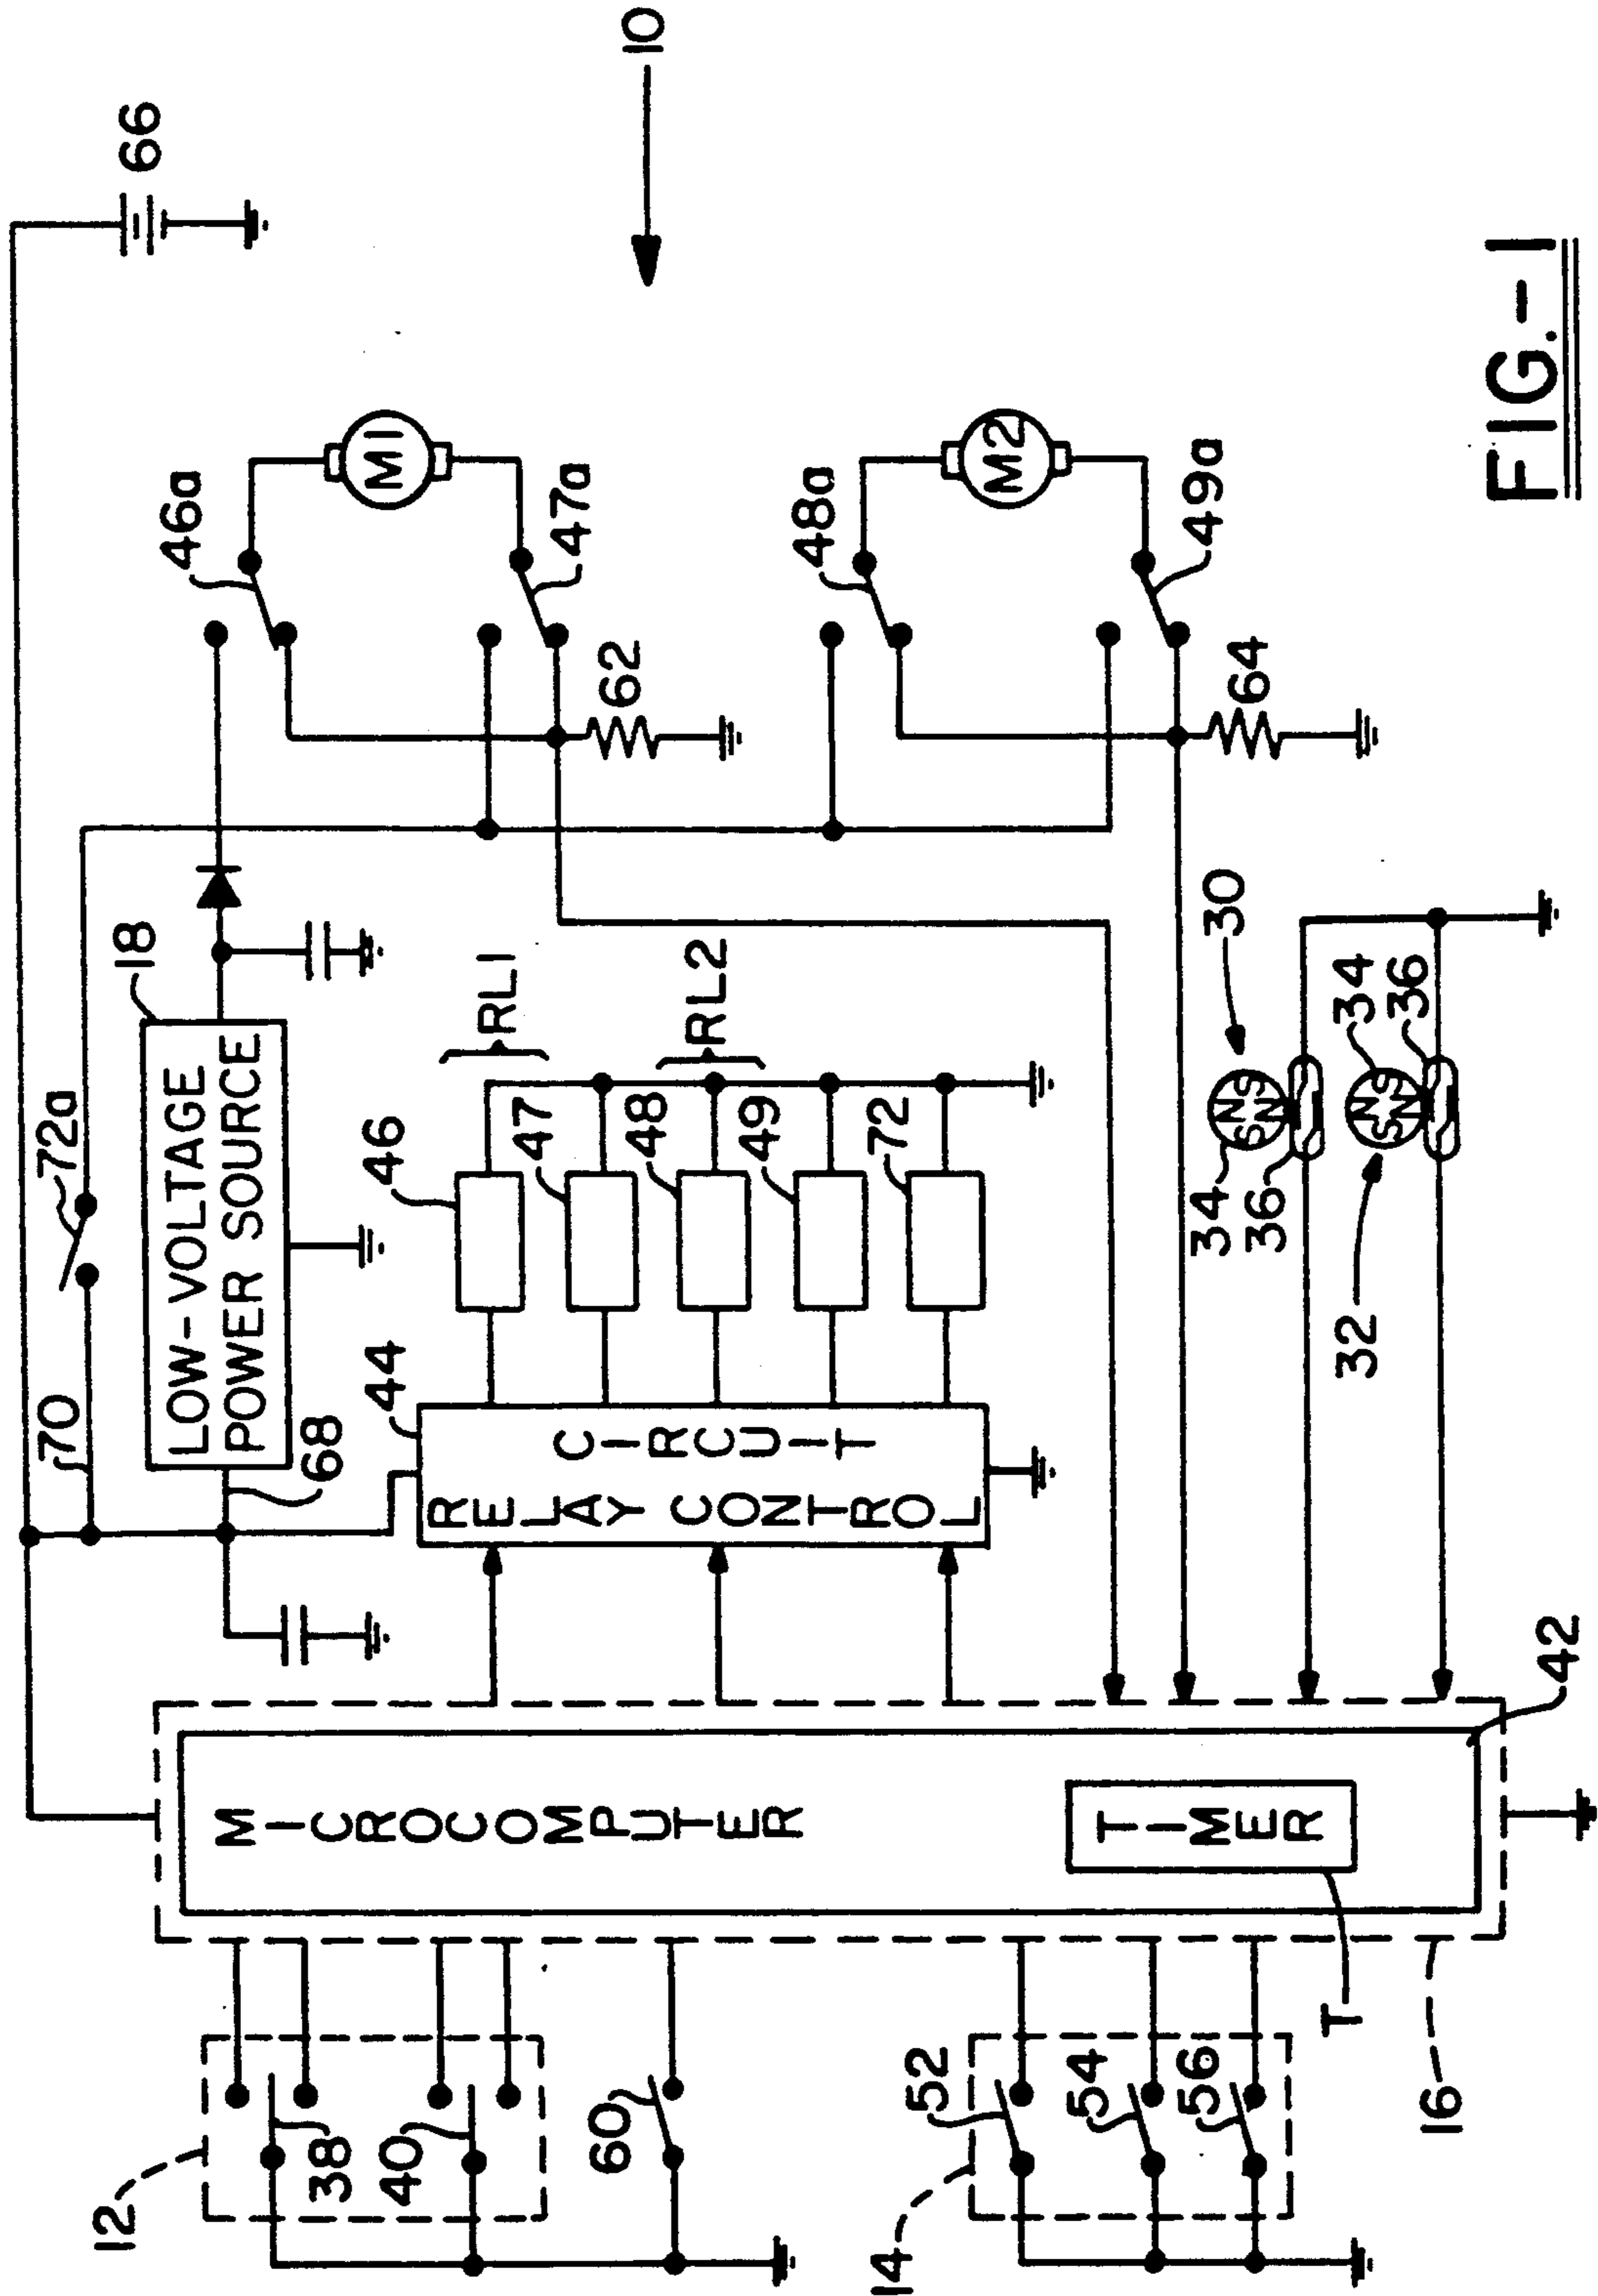 66
10
72a
70
18
LOW-VOLTAGE
POWER SOURCE
68
46a
M1
47a
62
44
RELAY CONTROL
CIRCUIT
46
47
48
49
72
RL1
RL2
48a
M2
49a
64
12
38
40
60
MICROCOMPUTER
TIMER
T
42
16
14
52
54
56
30
34
36
N
S
S
N
32
34
36
N
S
S
N
FIG.-1